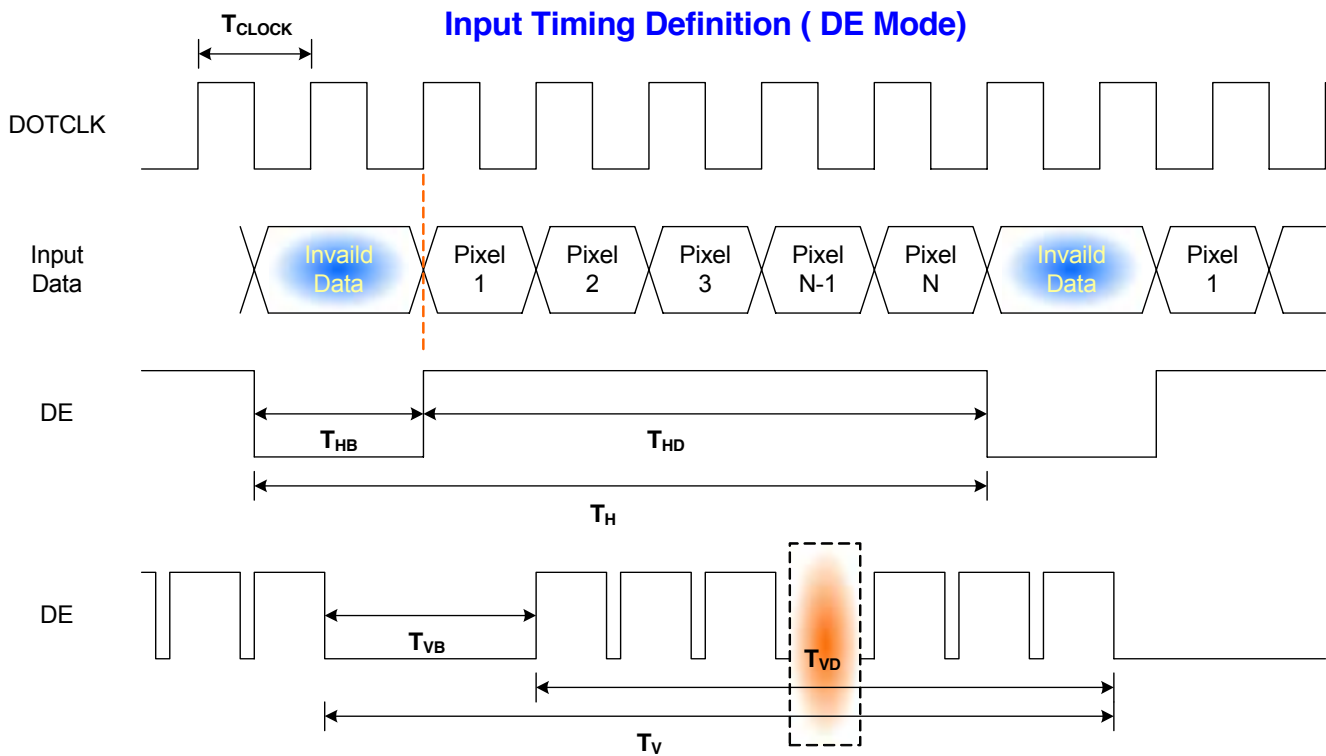 Input Timing Definition ( DE Mode)
TCLOCK
DOTCLK
Input
Data
Invaild
Data
Pixel
1
Pixel
2
Pixel
3
Pixel
N-1
Pixel
N
Invaild
Data
Pixel
1
DE
THB
THD
TH
DE
TVB
TVD
TV